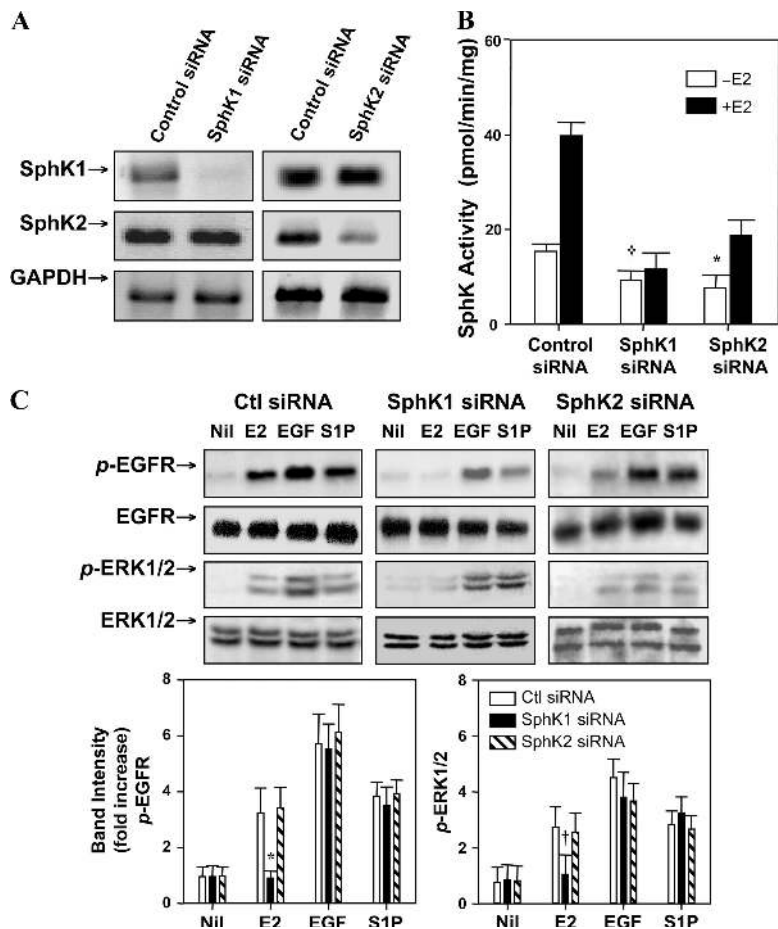 A
Control siRNA
SphK1 siRNA
Control siRNA
SphK2 siRNA
SphK1→
SphK2→
GAPDH→
B
SphK Activity (pmol/min/mg)
60
40
20
0
−E2
+E2
✧
*
Control siRNA
SphK1 siRNA
SphK2 siRNA
C
Ctl siRNA
SphK1 siRNA
SphK2 siRNA
Nil E2 EGF S1P
Nil E2 EGF S1P
Nil E2 EGF S1P
p-EGFR→
EGFR→
p-ERK1/2→
ERK1/2→
Band Intensity
(fold increase)
p-EGFR
8
6
4
2
0
*
Nil E2 EGF S1P
p-ERK1/2
8
6
4
2
0
Ctl siRNA
SphK1 siRNA
SphK2 siRNA
†
Nil E2 EGF S1P